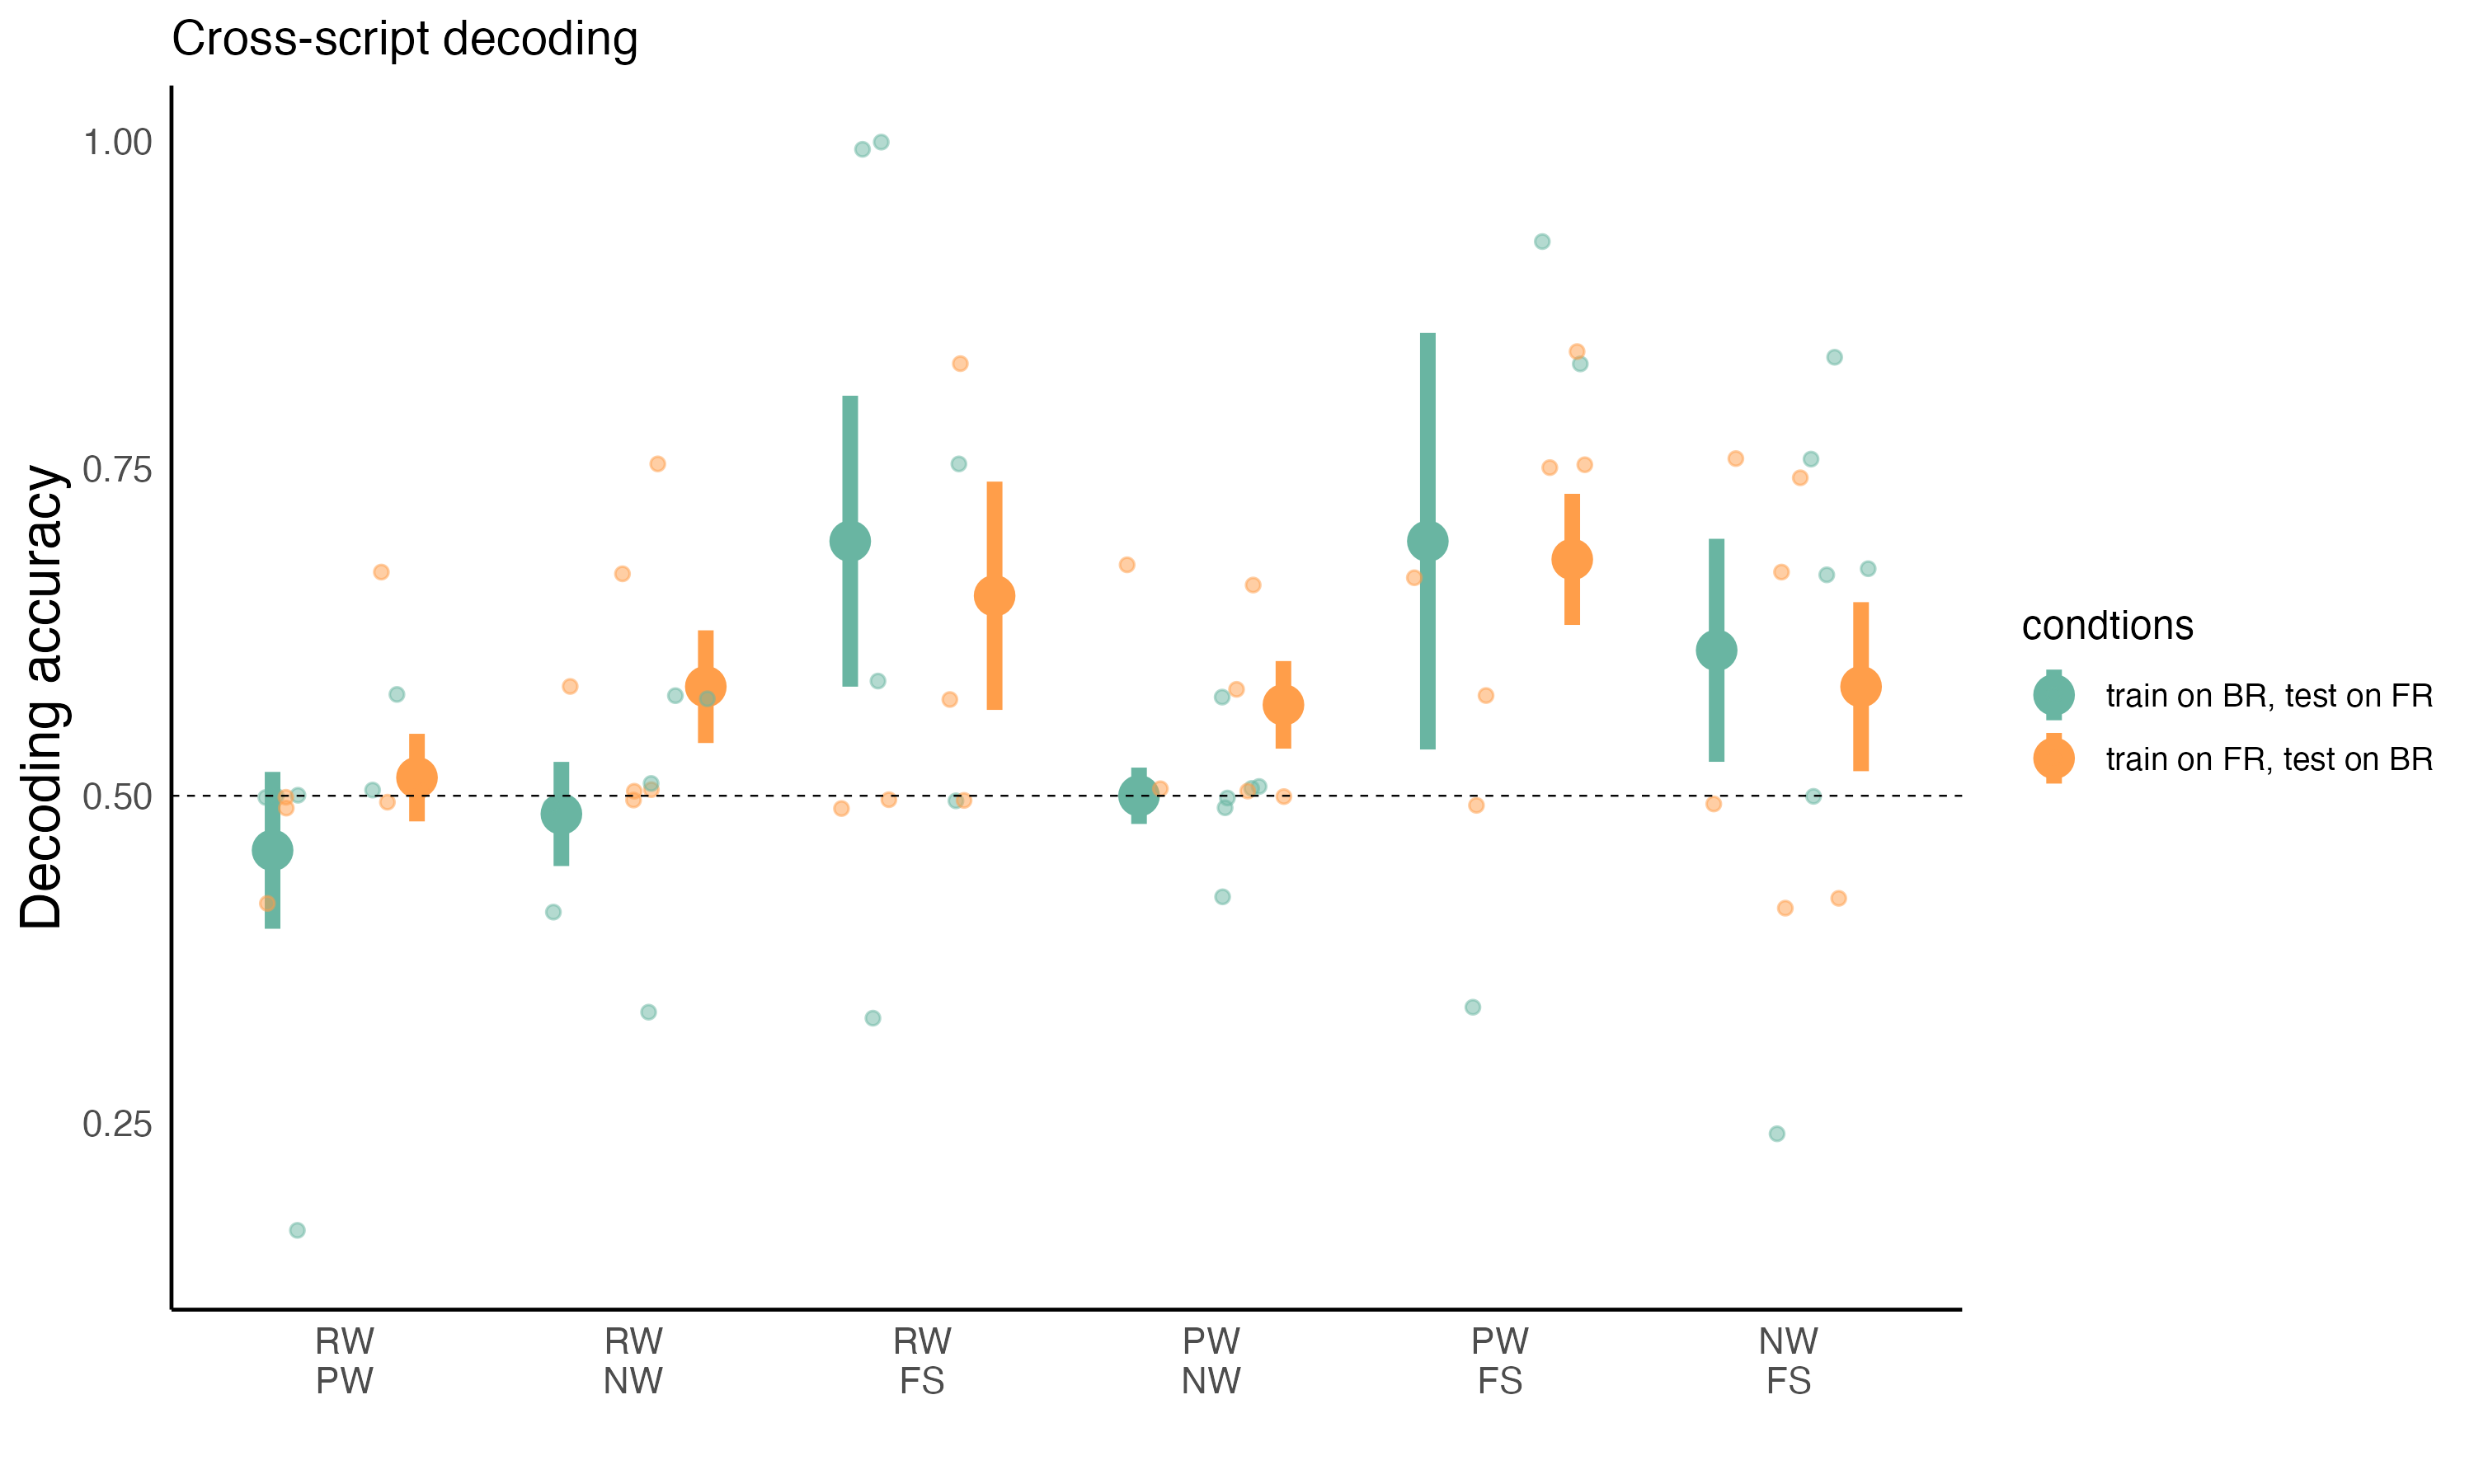 Cross-script decoding
Decoding accuracy
1.00
0.75
0.50
0.25
RW
PW
RW
NW
RW
FS
PW
NW
PW
FS
NW
FS
condtions
train on BR, test on FR
train on FR, test on BR